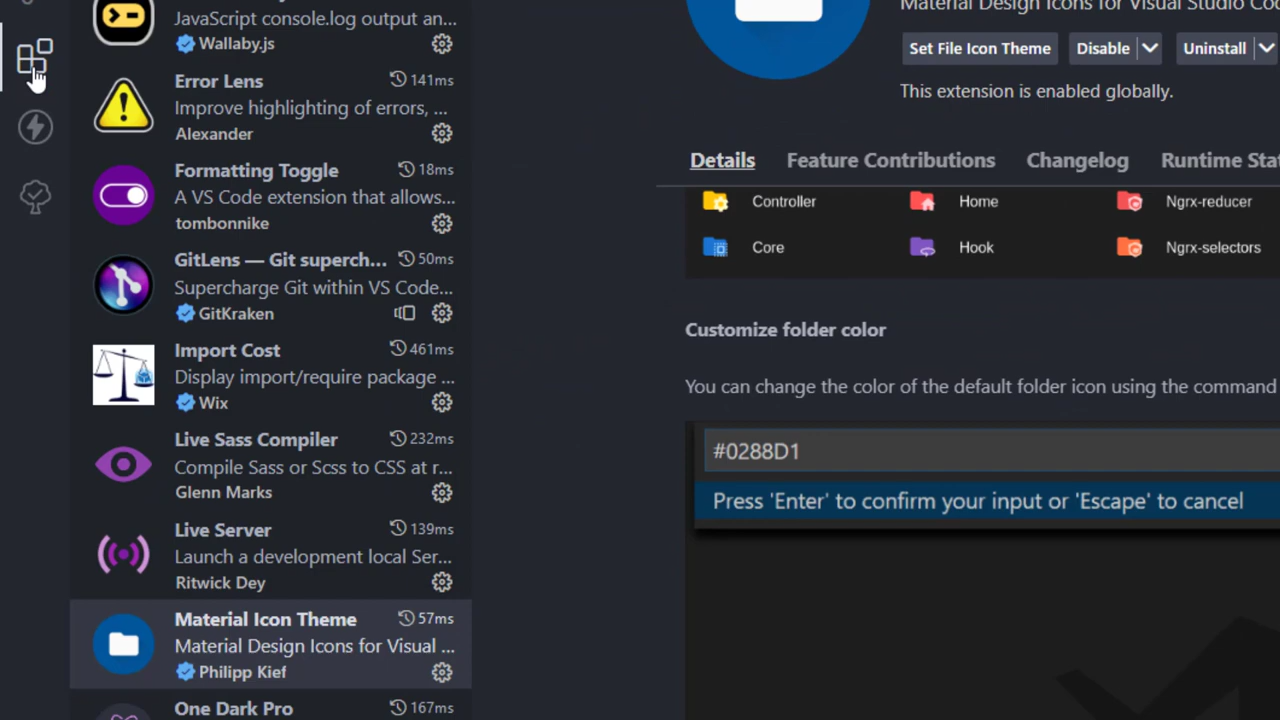 JavaScript console.log output an...
Wallaby.js
Error Lens 141ms
Improve highlighting of errors, ...
Alexander
Formatting Toggle 18ms
A VS Code extension that allows...
tombonnike
GitLens — Git superch... 50ms
Supercharge Git within VS Code...
GitKraken
Import Cost 461ms
Display import/require package ...
Wix
Live Sass Compiler 232ms
Compile Sass or Scss to CSS at r...
Glenn Marks
Live Server 139ms
Launch a development local Ser...
Ritwick Dey
Material Icon Theme 57ms
Material Design Icons for Visual ...
Philipp Kief
One Dark Pro 167ms
Material Design Icons for Visual Studio Co
Set File Icon Theme Disable Uninstall
This extension is enabled globally.
Details Feature Contributions Changelog Runtime Sta
Controller Home Ngrx-reducer
Core Hook Ngrx-selectors
Customize folder color
You can change the color of the default folder icon using the command
#0288D1
Press 'Enter' to confirm your input or 'Escape' to cancel